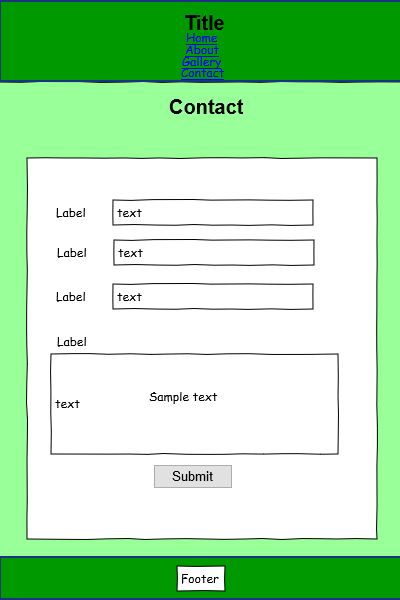 Title
Home
About
Gallery
Contact
Contact
Label text
Label text
Label text
Label
Sample text
text
Submit
Footer